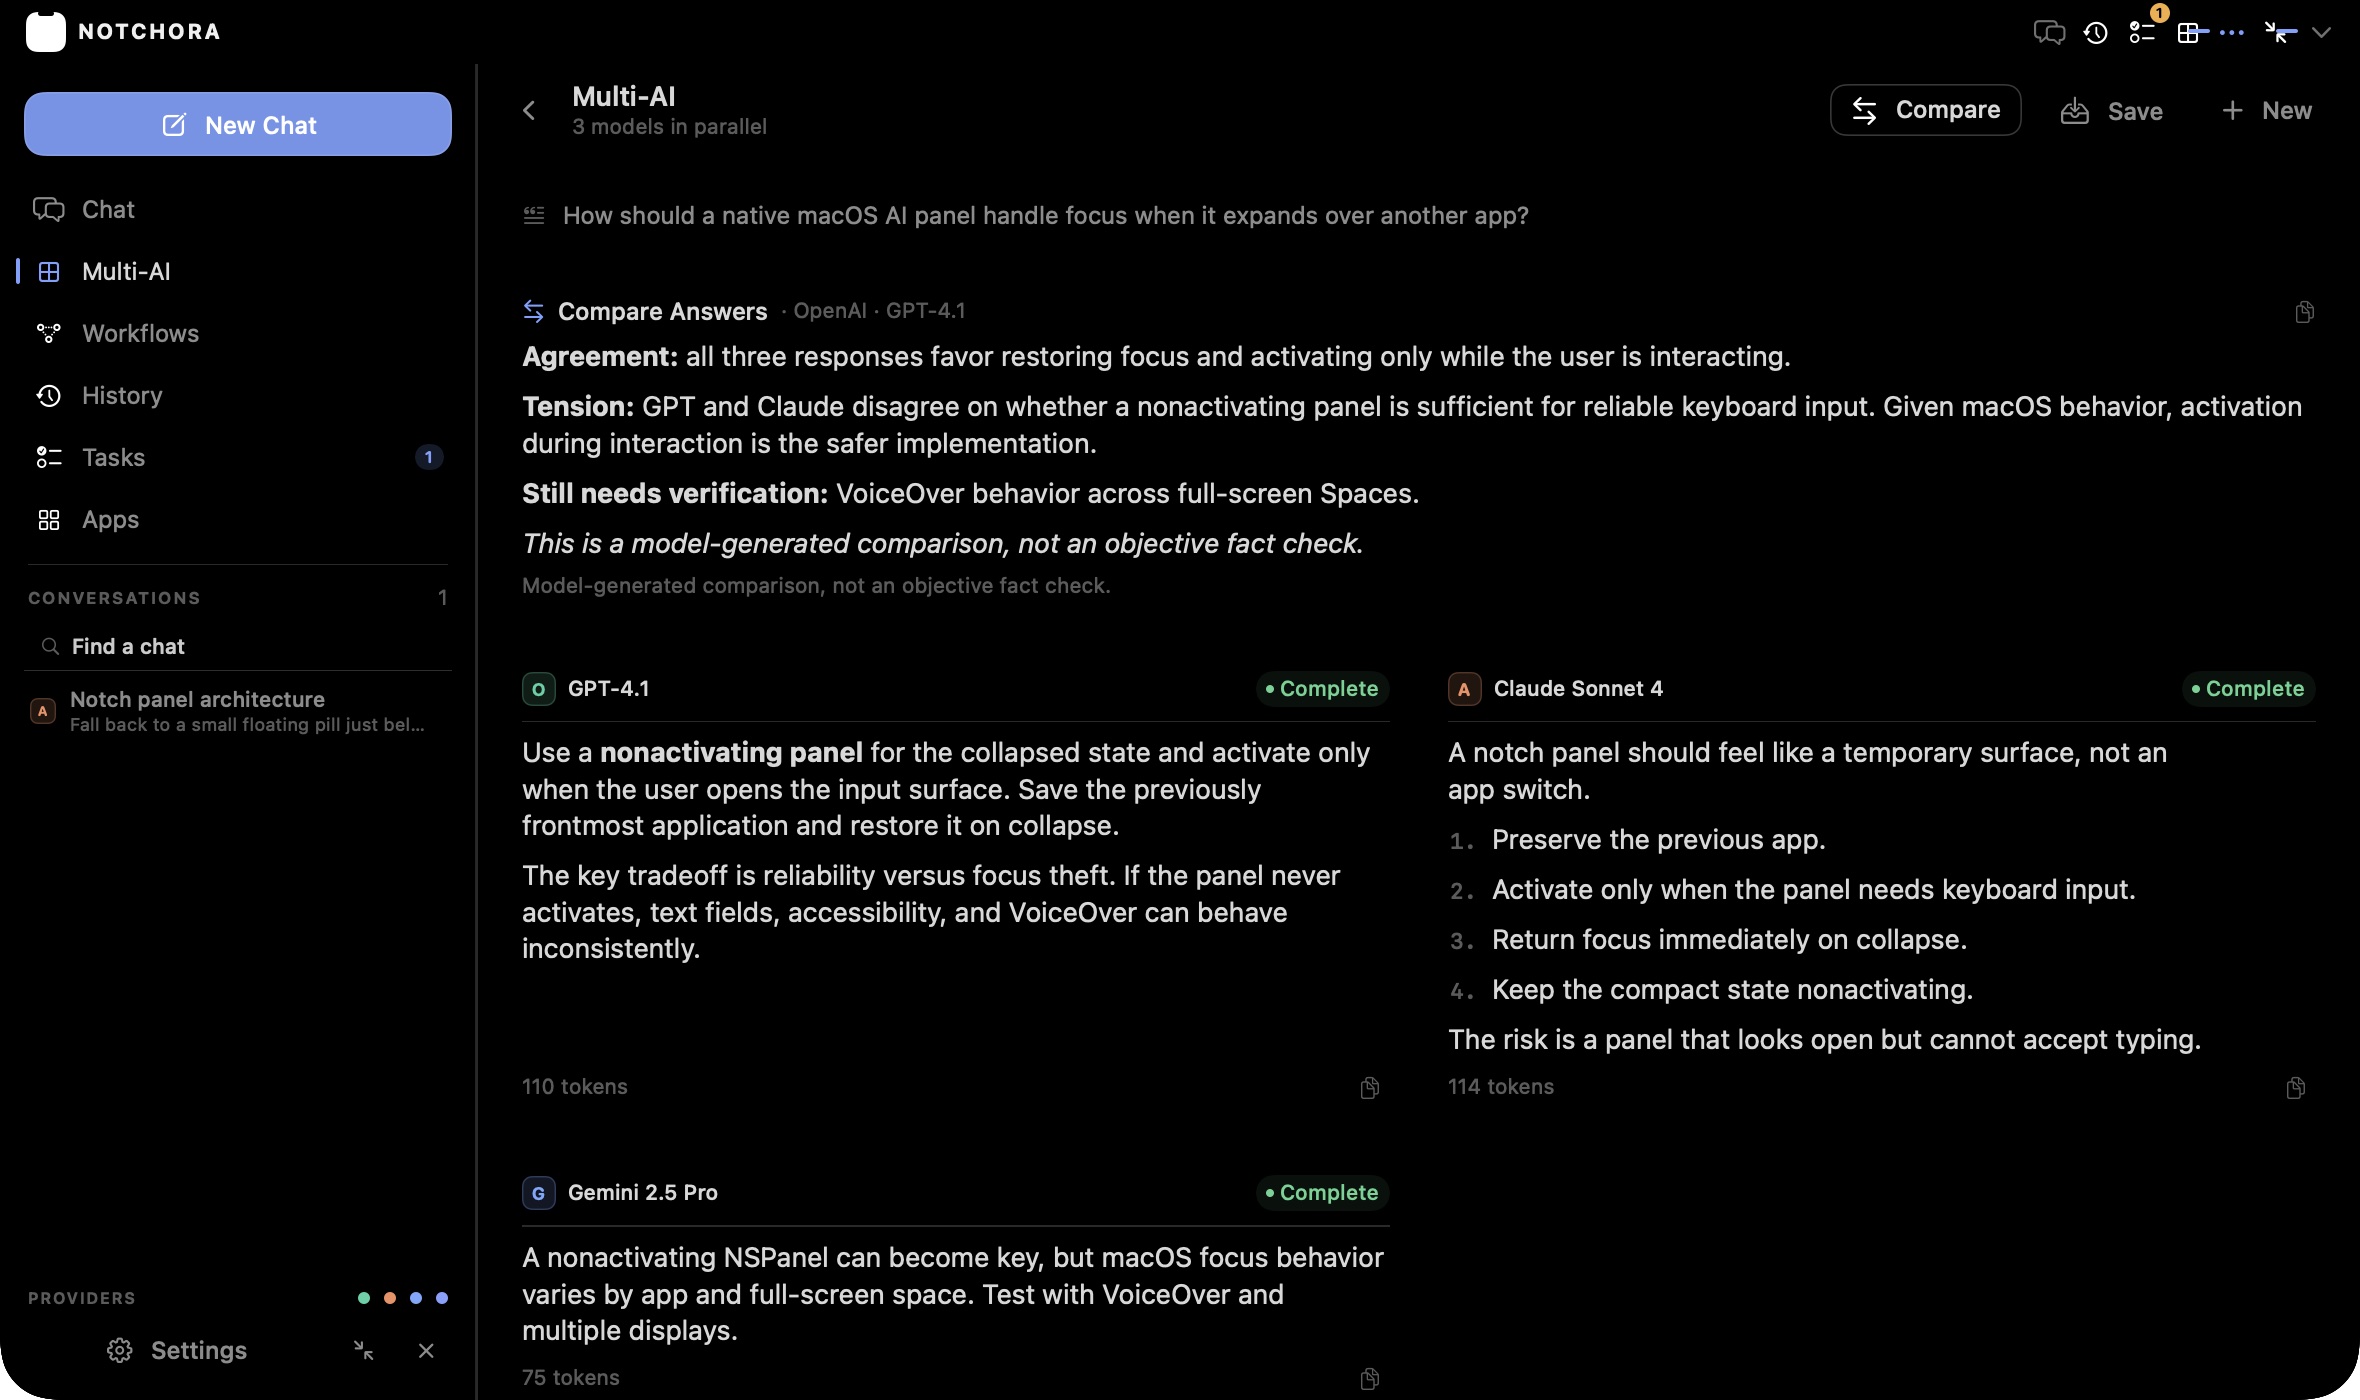 NOTCHORA
1
New Chat
Chat
Multi-AI
Workflows
History
Tasks
1
Apps
CONVERSATIONS
1
Find a chat
A
Notch panel architecture
Fall back to a small floating pill just bel...
PROVIDERS
Settings
Multi-AI
3 models in parallel
Compare
Save
New
How should a native macOS AI panel handle focus when it expands over another app?
Compare Answers · OpenAI · GPT-4.1
Agreement: all three responses favor restoring focus and activating only while the user is interacting.
Tension: GPT and Claude disagree on whether a nonactivating panel is sufficient for reliable keyboard input. Given macOS behavior, activation
during interaction is the safer implementation.
Still needs verification: VoiceOver behavior across full-screen Spaces.
This is a model-generated comparison, not an objective fact check.
Model-generated comparison, not an objective fact check.
O GPT-4.1
Complete
Use a nonactivating panel for the collapsed state and activate only
when the user opens the input surface. Save the previously
frontmost application and restore it on collapse.
The key tradeoff is reliability versus focus theft. If the panel never
activates, text fields, accessibility, and VoiceOver can behave
inconsistently.
110 tokens
A Claude Sonnet 4
Complete
A notch panel should feel like a temporary surface, not an
app switch.
1. Preserve the previous app.
2. Activate only when the panel needs keyboard input.
3. Return focus immediately on collapse.
4. Keep the compact state nonactivating.
The risk is a panel that looks open but cannot accept typing.
114 tokens
G Gemini 2.5 Pro
Complete
A nonactivating NSPanel can become key, but macOS focus behavior
varies by app and full-screen space. Test with VoiceOver and
multiple displays.
75 tokens